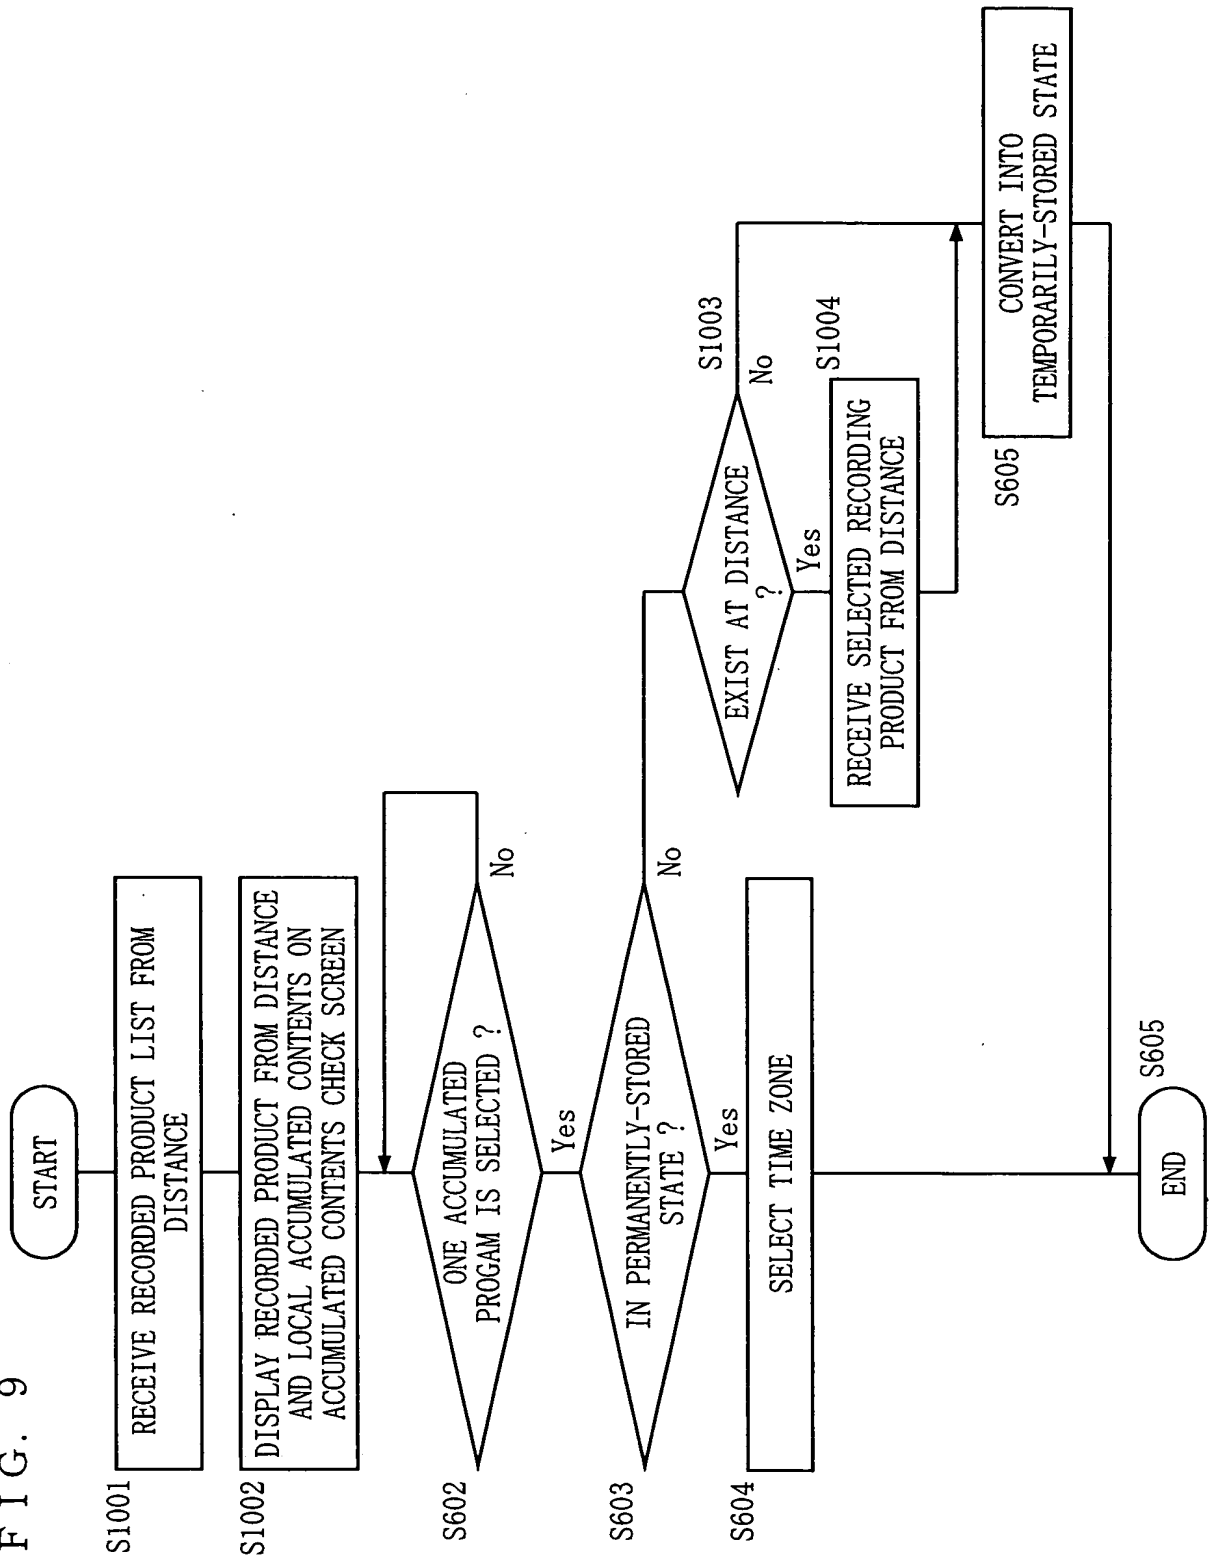 F I G. 9
START
S1001
RECEIVE RECORDED PRODUCT LIST FROM
DISTANCE
S1002
DISPLAY RECORDED PRODUCT FROM DISTANCE
AND LOCAL ACCUMULATED CONTENTS ON
ACCUMULATED CONTENTS CHECK SCREEN
S602
ONE ACCUMULATED
PROGAM IS SELECTED ?
No
Yes
S603
IN PERMANENTLY-STORED
STATE ?
No
Yes
S604
SELECT TIME ZONE
S1003
EXIST AT DISTANCE
?
No
Yes
S1004
RECEIVE SELECTED RECORDING
PRODUCT FROM DISTANCE
S605
CONVERT INTO
TEMPORARILY-STORED STATE
S605
END